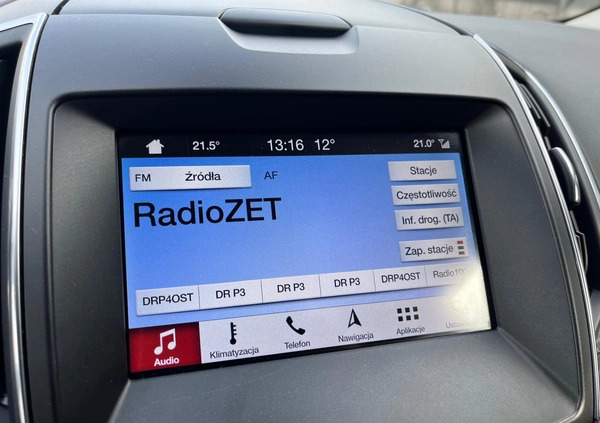 21.5° 13:16 12° 21.0°
FM Źródła AF Stacje
Częstotliwość
RadioZET
Inf. drog. (TA)
Zap. stacje
DRP4OST DR P3 DR P3 DR P3 DRP4OST
Audio Klimatyzacja Telefon Nawigacja Aplikacje